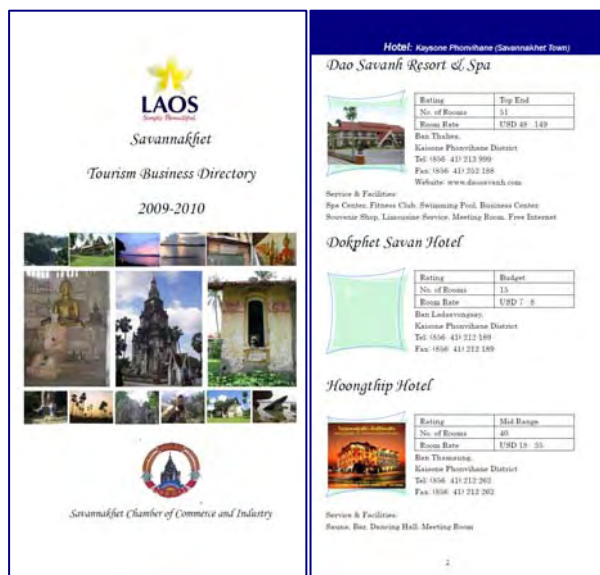 LAOS
Simply Beautiful
Savannakhet
Tourism Business Directory
2009-2010
Savannakhet Chamber of Commerce and Industry
Hotel: Kaysone Phonvihane (Savannakhet Town)
Dao Savanh Resort & Spa
Rating Top End
No. of Rooms 51
Room Rate USD 49 - 149
Ban Thahea,
Kaisone Phonvihane District
Tel: (856- 41) 213 999
Fax: (856- 41) 252 188
Website: www.daosavanh.com
Service & Facilities:
Spa Center, Fitness Club, Swimming Pool, Business Center
Souvenir Shop, Limousine Service, Meeting Room, Free Internet
Dokphet Savan Hotel
Rating Budget
No. of Rooms 15
Room Rate USD 7 - 8
Ban Ladsavongsay,
Kaisone Phonvihane District
Tel: (856- 41) 212 189
Fax: (856- 41) 212 189
Hoongthip Hotel
Rating Mid Range
No. of Rooms 40
Room Rate USD 18 - 35
Ban Thamuang,
Kaisone Phonvihane District
Tel: (856- 41) 212 262
Fax: (856- 41) 212 262
Service & Facilities:
Sauna, Bar, Dancing Hall, Meeting Room
2